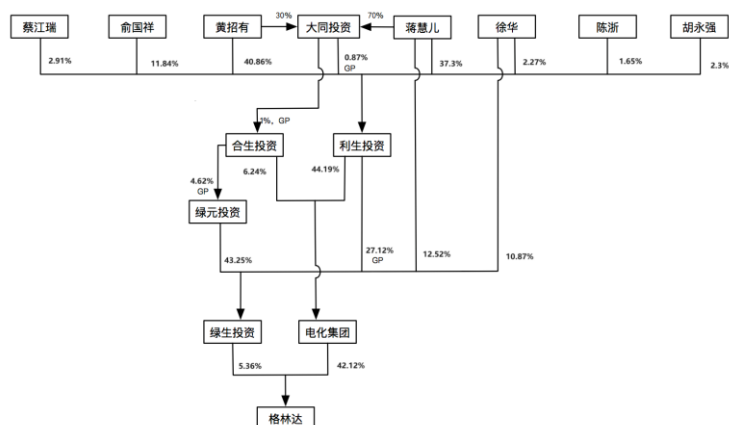 蔡江瑞
俞国祥
黄招有
30%
大同投资
70%
蒋慧儿
徐华
陈浙
胡永强
2.91%
11.84%
40.86%
0.87%
GP
37.3%
2.27%
1.65%
2.3%
1%，GP
合生投资
利生投资
4.62%
GP
6.24%
44.19%
绿元投资
43.25%
27.12%
GP
12.52%
10.87%
绿生投资
电化集团
5.36%
42.12%
格林达